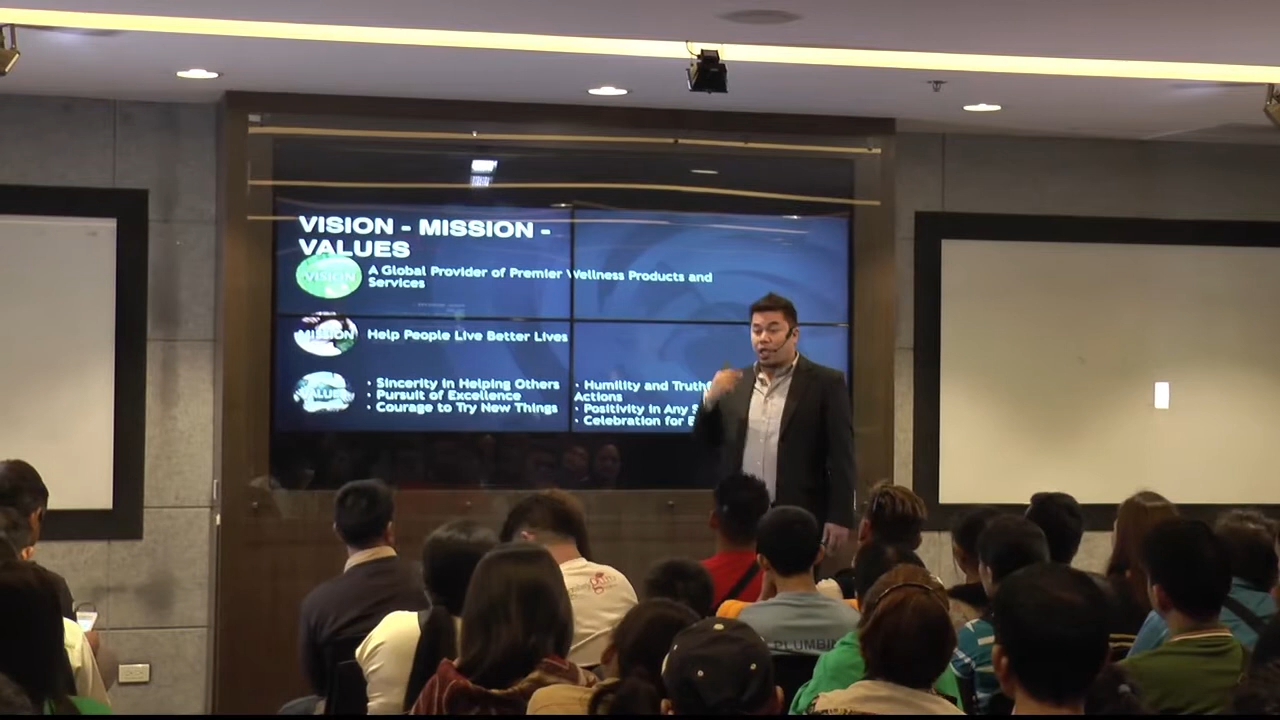 VISION - MISSION -
VALUES
VISION
A Global Provider of Premier Wellness Products and
Services
MISSION
Help People Live Better Lives
VALUES
• Sincerity in Helping Others
• Pursuit of Excellence
• Courage to Try New Things
• Humility and
Actions
• Positivity in Any
• Celebration for
PLUMBIN